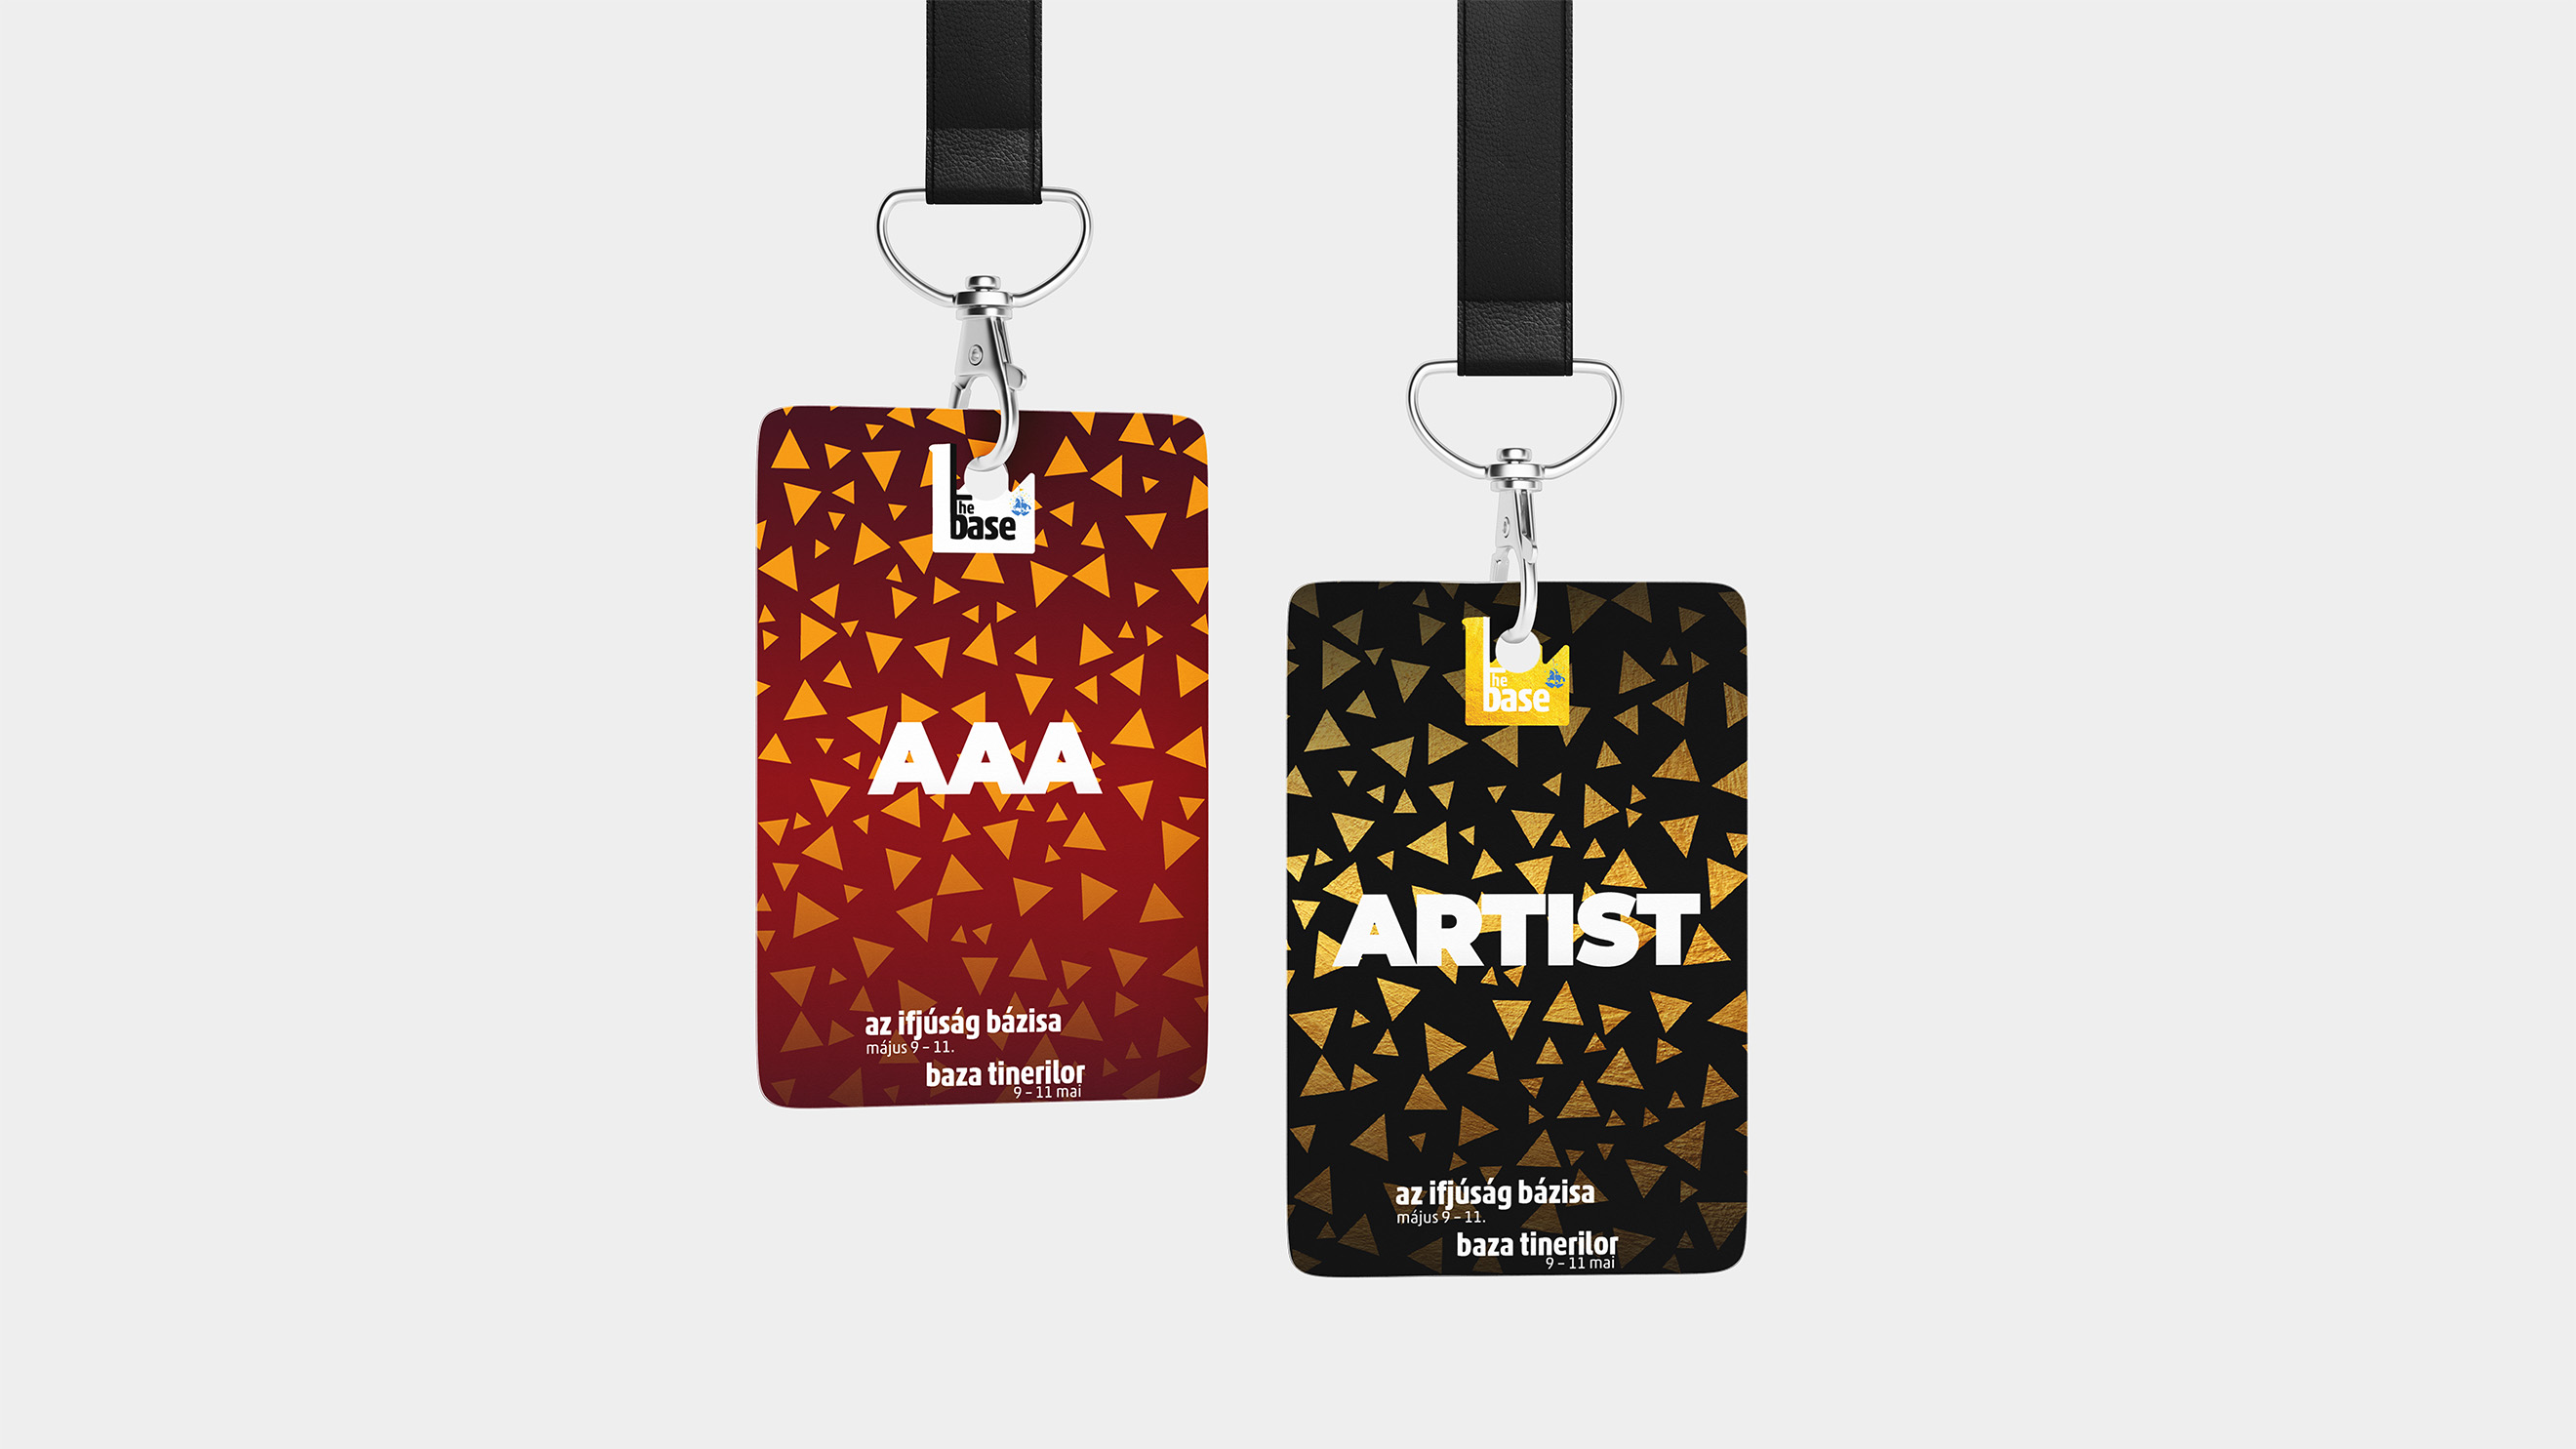 the
base
AAA
az ifjúság bázisa
május 9 – 11.
baza tinerilor
9 – 11 mai
the
base
ARTIST
az ifjúság bázisa
május 9 – 11.
baza tinerilor
9 – 11 mai